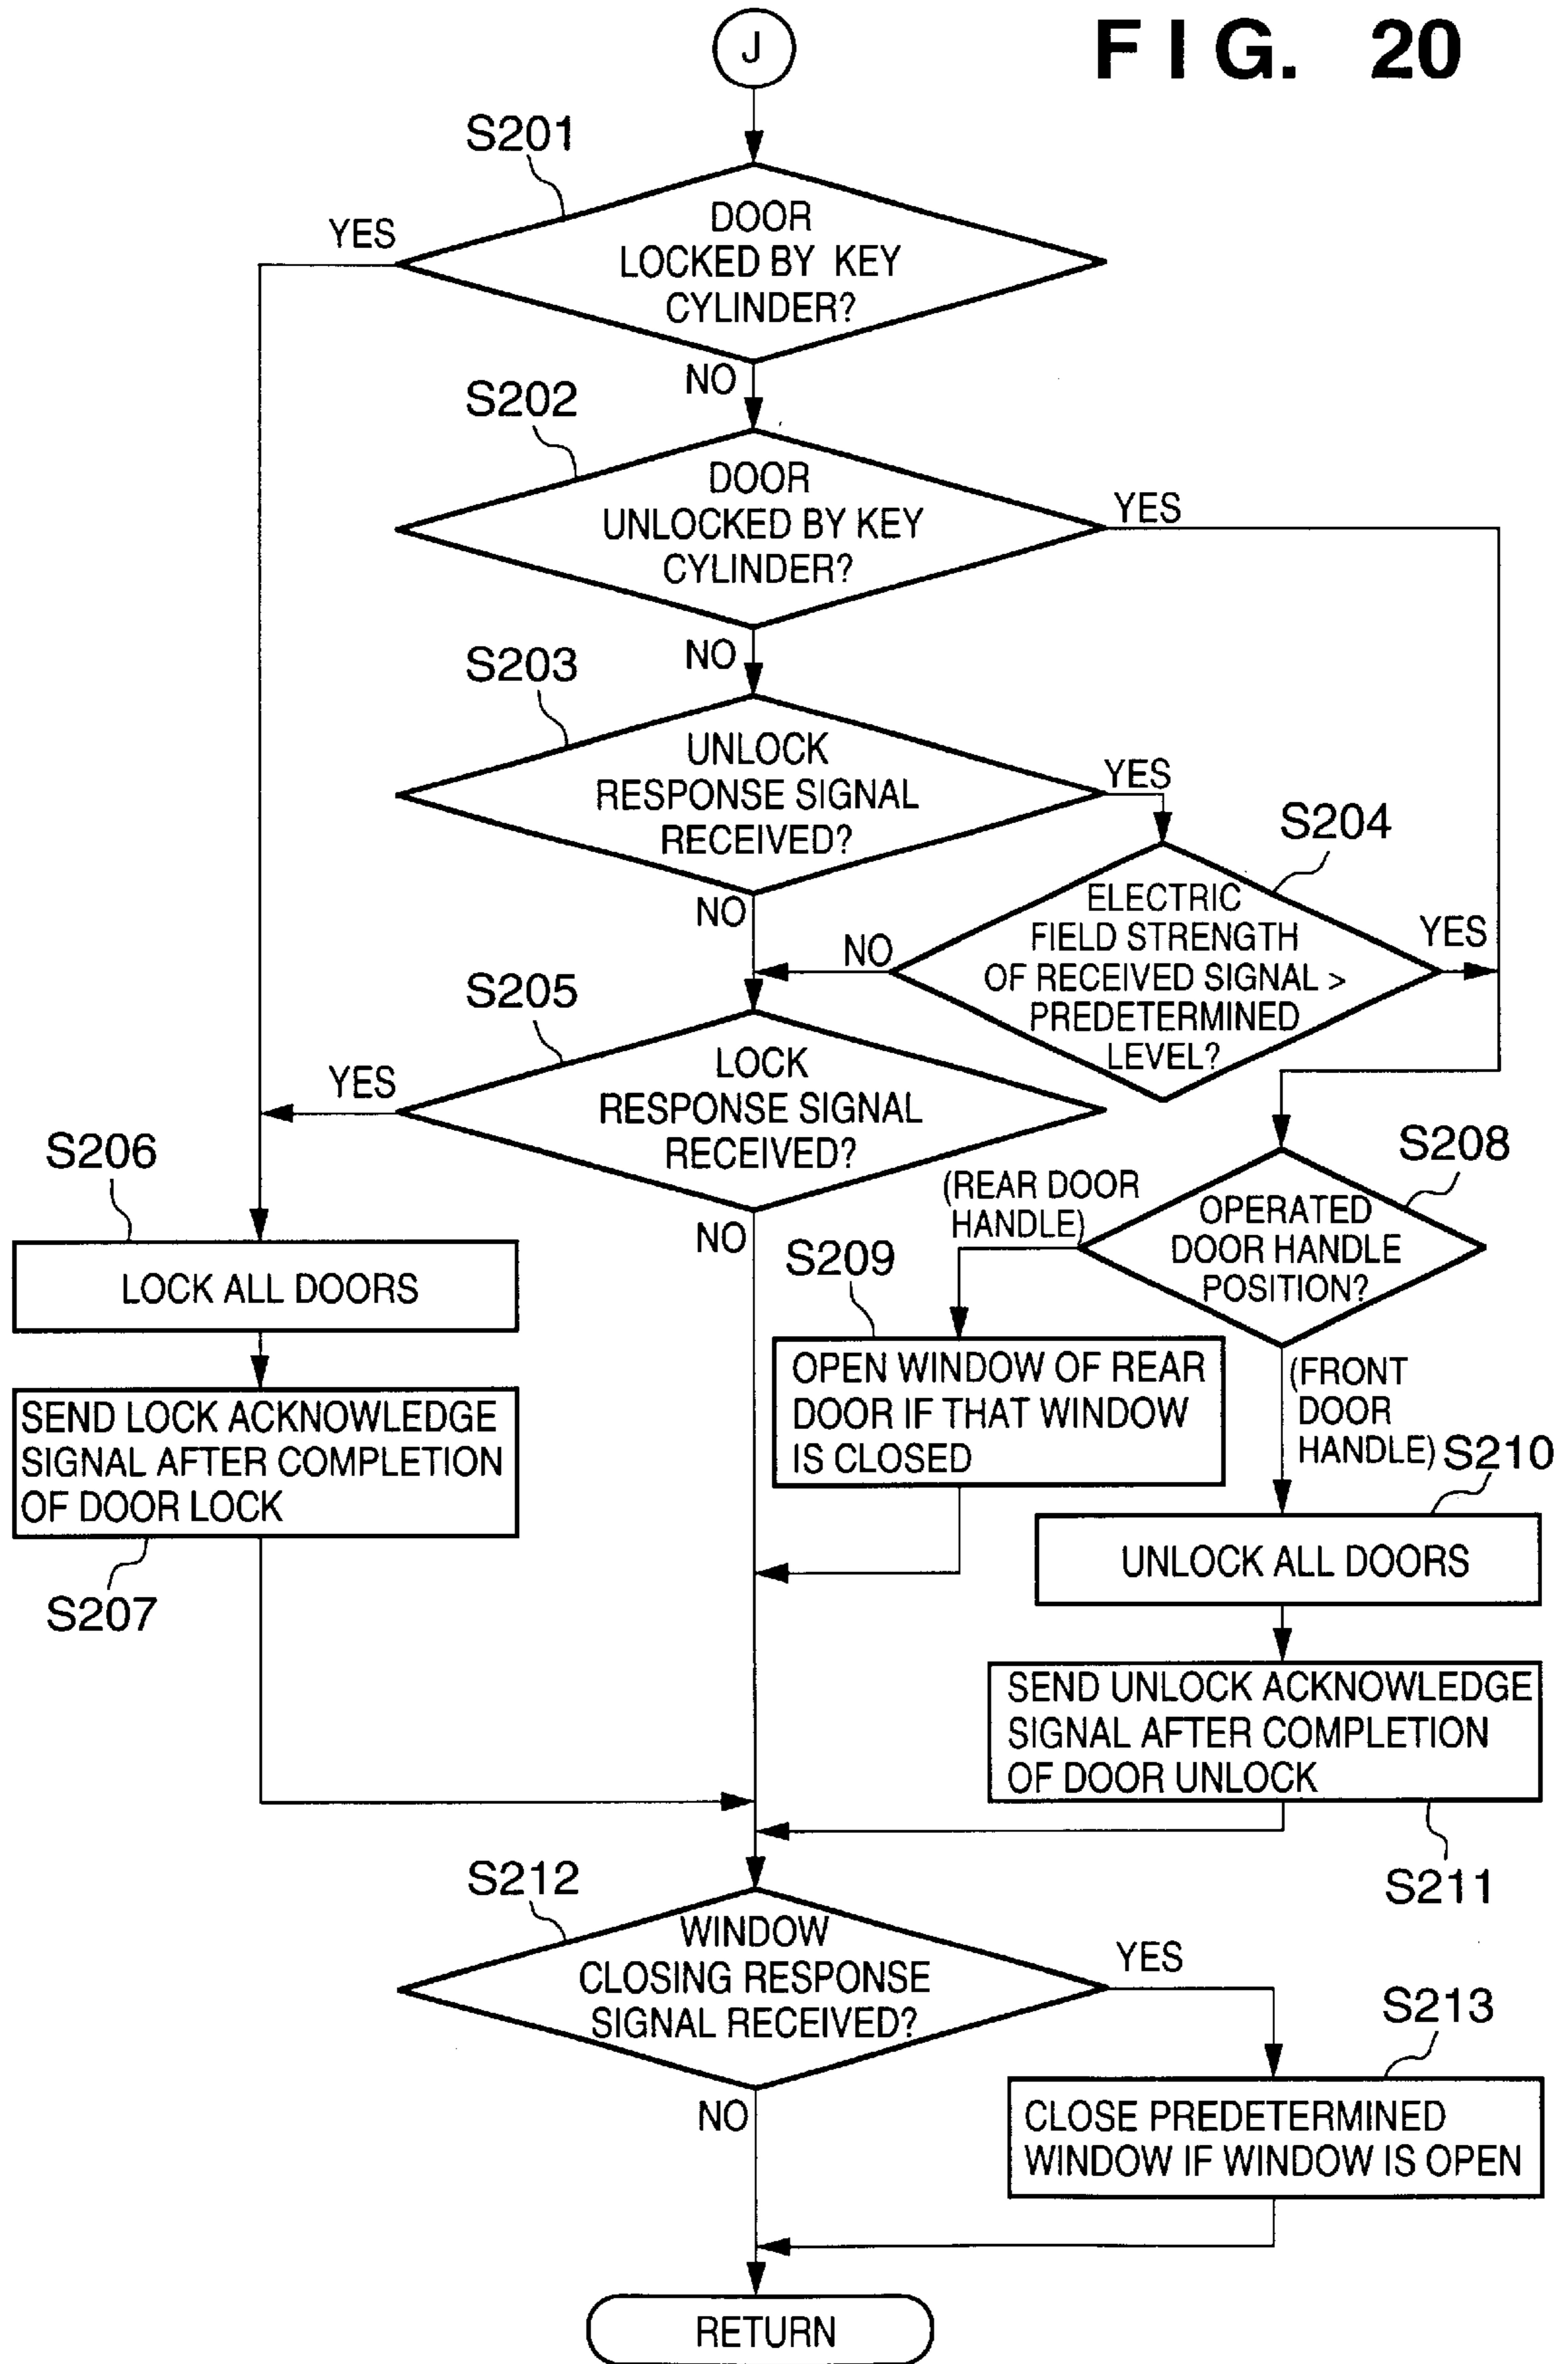 FIG. 20
J
S201
YES
DOOR
LOCKED BY KEY
CYLINDER?
NO
S202
DOOR
UNLOCKED BY KEY
CYLINDER?
YES
NO
S203
UNLOCK
RESPONSE SIGNAL
RECEIVED?
YES
S204
ELECTRIC
FIELD STRENGTH
OF RECEIVED SIGNAL >
PREDETERMINED
LEVEL?
YES
NO
NO
S205
LOCK
RESPONSE SIGNAL
RECEIVED?
YES
NO
S206
LOCK ALL DOORS
SEND LOCK ACKNOWLEDGE
SIGNAL AFTER COMPLETION
OF DOOR LOCK
S207
S208
OPERATED
DOOR HANDLE
POSITION?
(REAR DOOR
HANDLE)
S209
OPEN WINDOW OF REAR
DOOR IF THAT WINDOW
IS CLOSED
(FRONT
DOOR
HANDLE)
S210
UNLOCK ALL DOORS
SEND UNLOCK ACKNOWLEDGE
SIGNAL AFTER COMPLETION
OF DOOR UNLOCK
S211
S212
WINDOW
CLOSING RESPONSE
SIGNAL RECEIVED?
YES
S213
CLOSE PREDETERMINED
WINDOW IF WINDOW IS OPEN
NO
RETURN